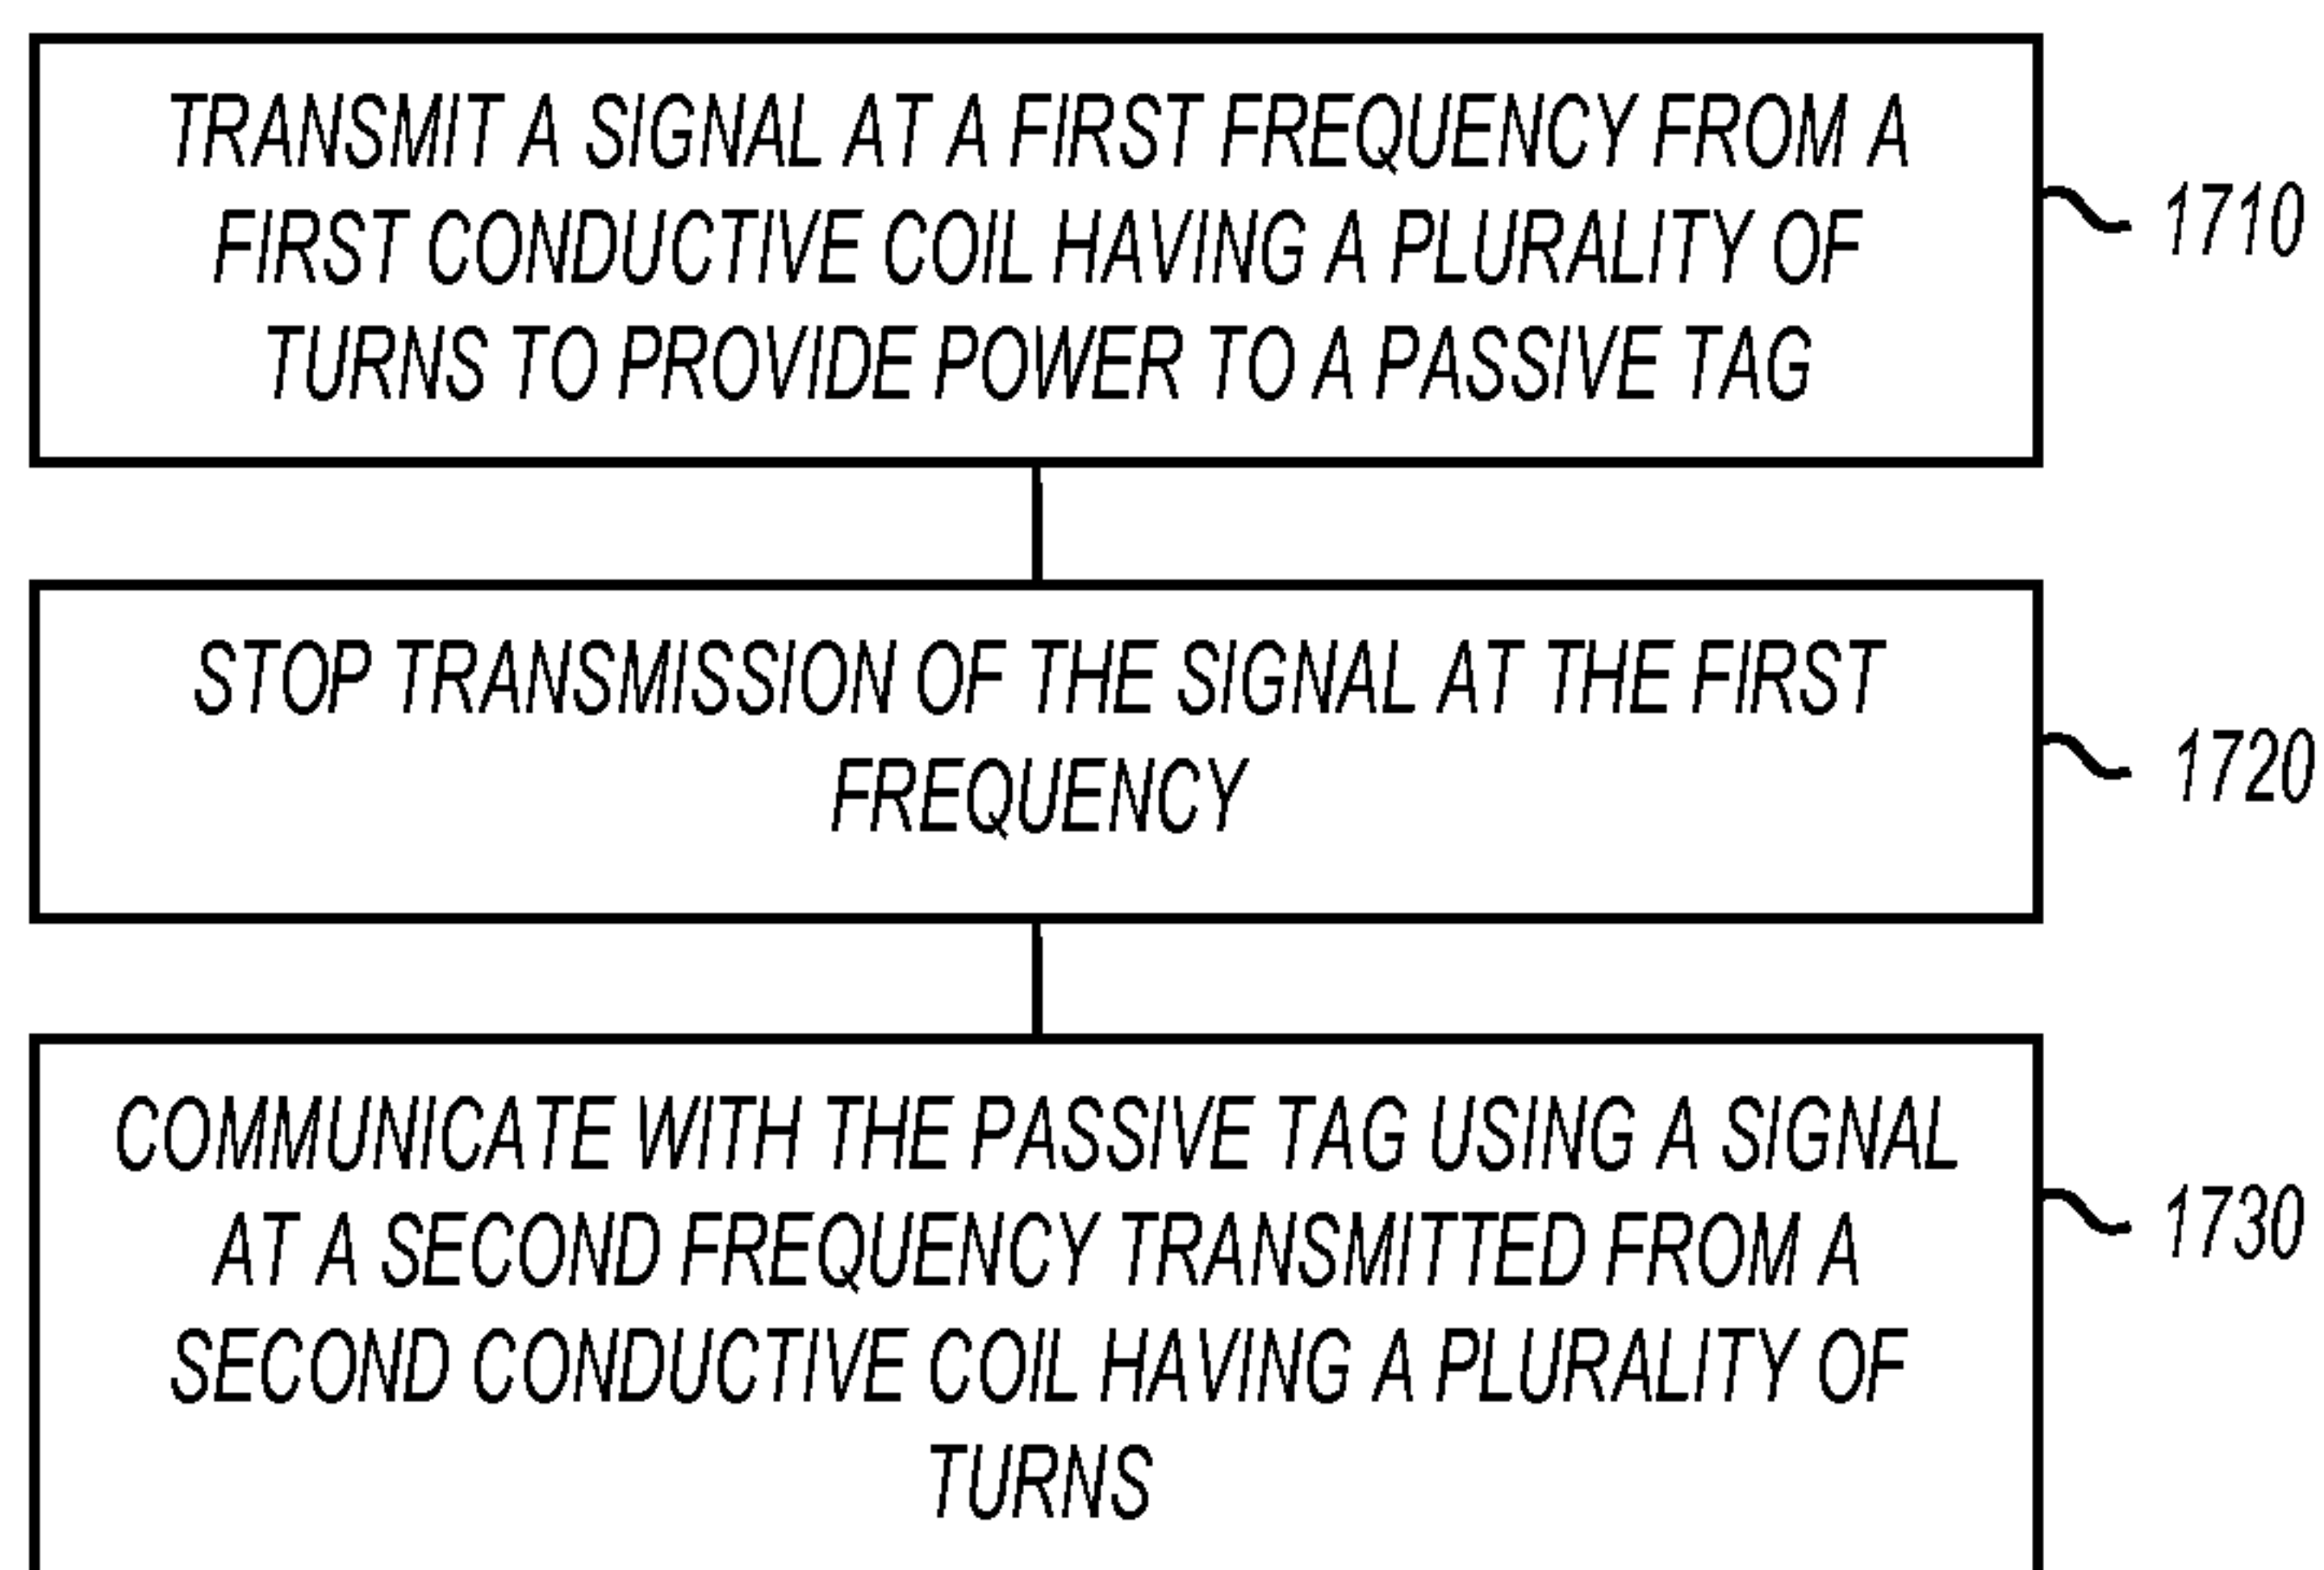 TRANSMIT A SIGNAL AT A FIRST FREQUENCY FROM A
FIRST CONDUCTIVE COIL HAVING A PLURALITY OF
TURNS TO PROVIDE POWER TO A PASSIVE TAG
1710
STOP TRANSMISSION OF THE SIGNAL AT THE FIRST
FREQUENCY
1720
COMMUNICATE WITH THE PASSIVE TAG USING A SIGNAL
AT A SECOND FREQUENCY TRANSMITTED FROM A
SECOND CONDUCTIVE COIL HAVING A PLURALITY OF
TURNS
1730